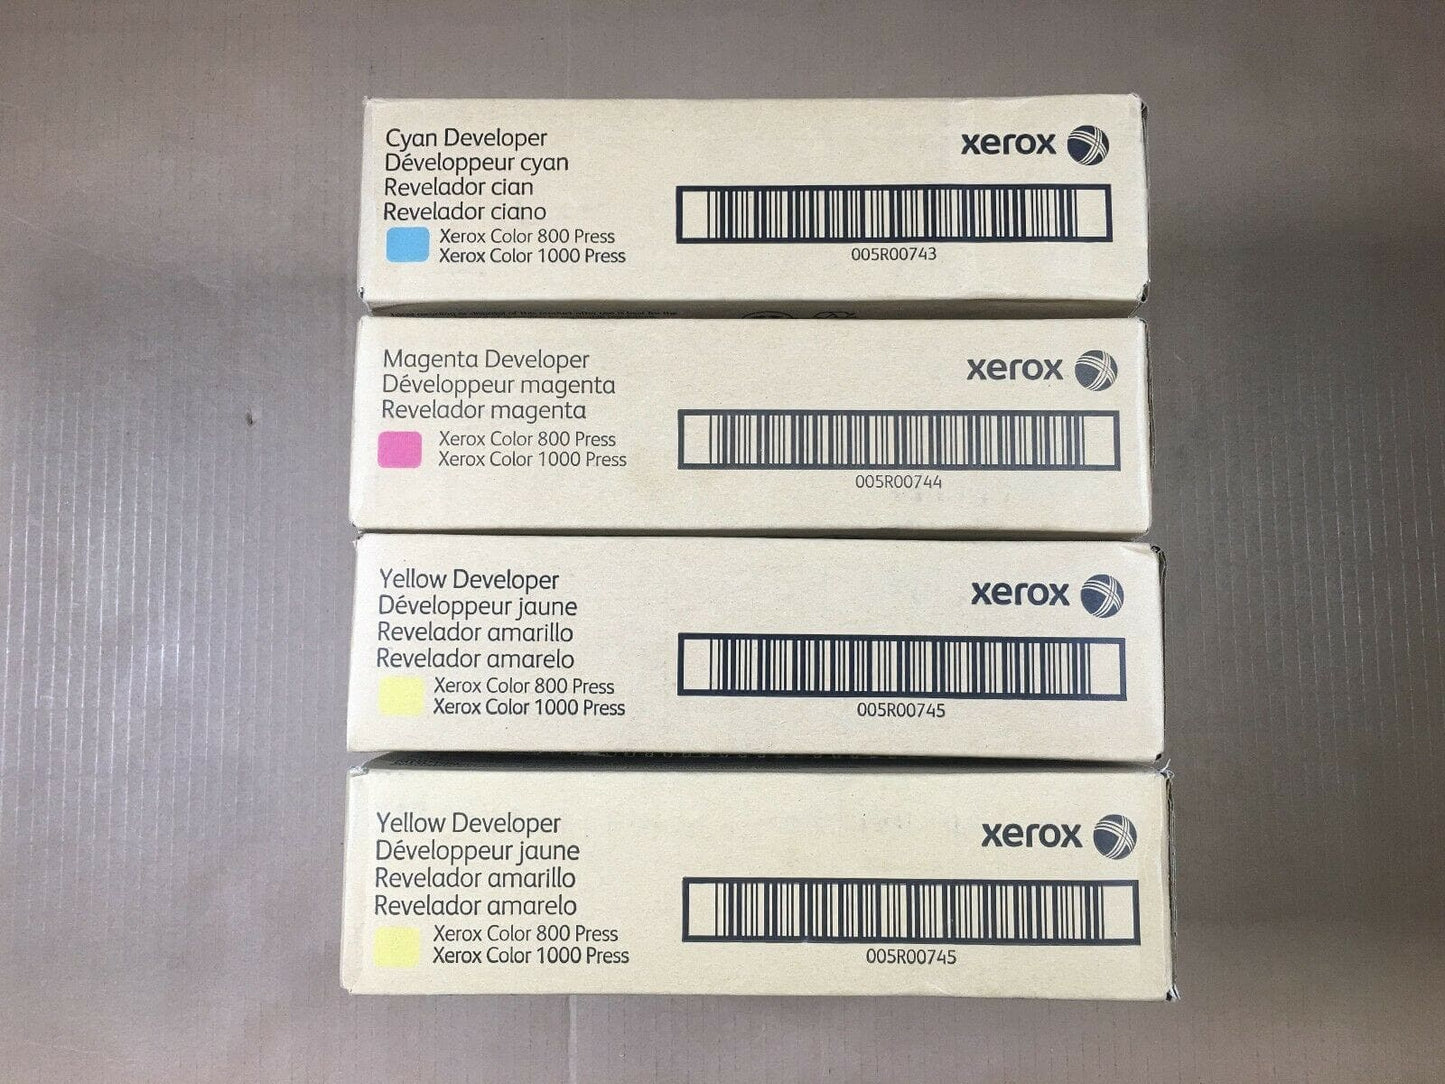 Cyan Developer
Développeur cyan
Revelador cian
Revelador ciano
Xerox Color 800 Press
Xerox Color 1000 Press
xerox
005R00743
Magenta Developer
Développeur magenta
Revelador magenta
Xerox Color 800 Press
Xerox Color 1000 Press
xerox
005R00744
Yellow Developer
Développeur jaune
Revelador amarillo
Revelador amarelo
Xerox Color 800 Press
Xerox Color 1000 Press
xerox
005R00745
Yellow Developer
Développeur jaune
Revelador amarillo
Revelador amarelo
Xerox Color 800 Press
Xerox Color 1000 Press
xerox
005R00745